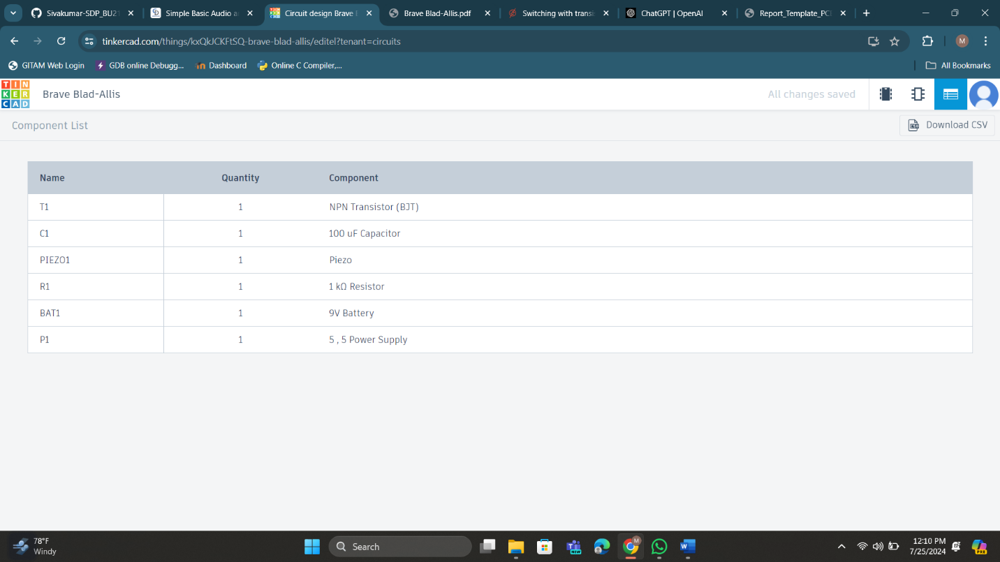 Sivakumar-SDP_BU21
Simple Basic Audio a
Circuit design Brave B
Brave Blad-Allis.pdf
Switching with transi
ChatGPT | OpenAI
Report_Template_PCB
tinkercad.com/things/kxQkJCKFtSQ-brave-blad-allis/editel?tenant=circuits
M
GITAM Web Login
GDB online Debugg...
Dashboard
Online C Compiler,...
All Bookmarks
TIN
KER
CAD
Brave Blad-Allis
All changes saved
Component List
Download CSV
Name Quantity Component
T1 1 NPN Transistor (BJT)
C1 1 100 uF Capacitor
PIEZO1 1 Piezo
R1 1 1 kΩ Resistor
BAT1 1 9V Battery
P1 1 5 , 5 Power Supply
78°F
Windy
Search
NEW
M
W
12:10 PM
7/25/2024
PRE